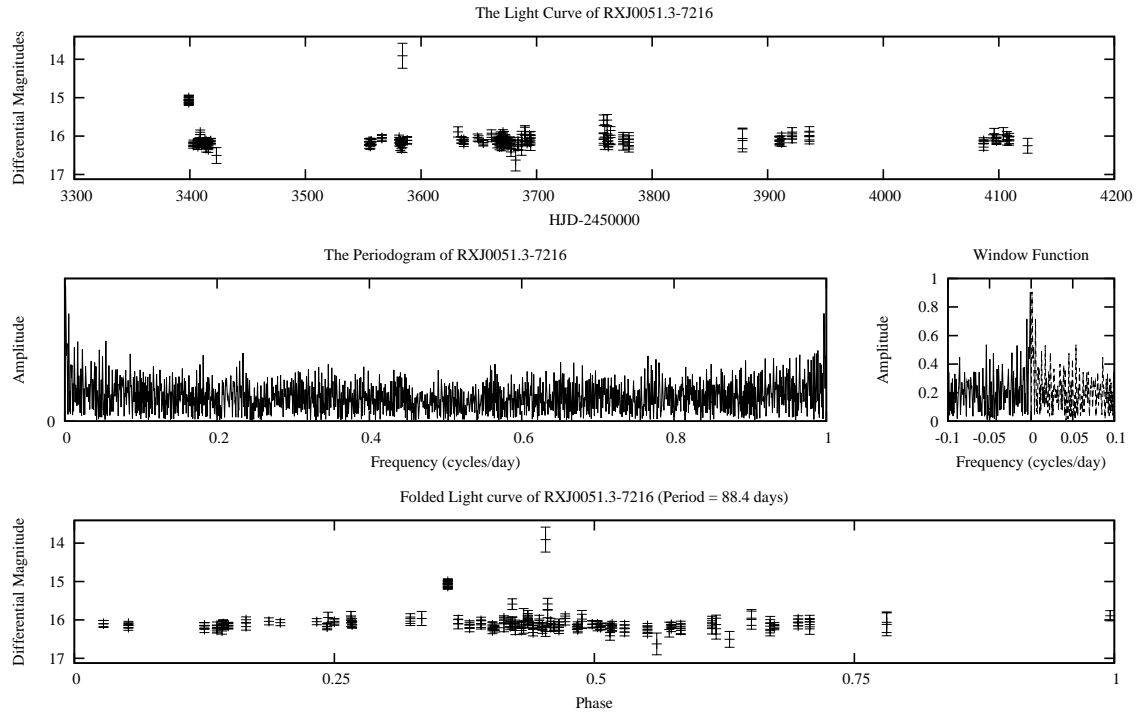 The Light Curve of RXJ0051.3-7216
Differential Magnitudes
14
15
16
17
3300 3400 3500 3600 3700 3800 3900 4000 4100 4200
HJD-2450000
The Periodogram of RXJ0051.3-7216
Amplitude
0
0 0.2 0.4 0.6 0.8 1
Frequency (cycles/day)
Window Function
Amplitude
1
0.8
0.6
0.4
0.2
0
-0.1 -0.05 0 0.05 0.1
Frequency (cycles/day)
Folded Light curve of RXJ0051.3-7216 (Period = 88.4 days)
Differential Magnitude
14
15
16
17
0 0.25 0.5 0.75 1
Phase